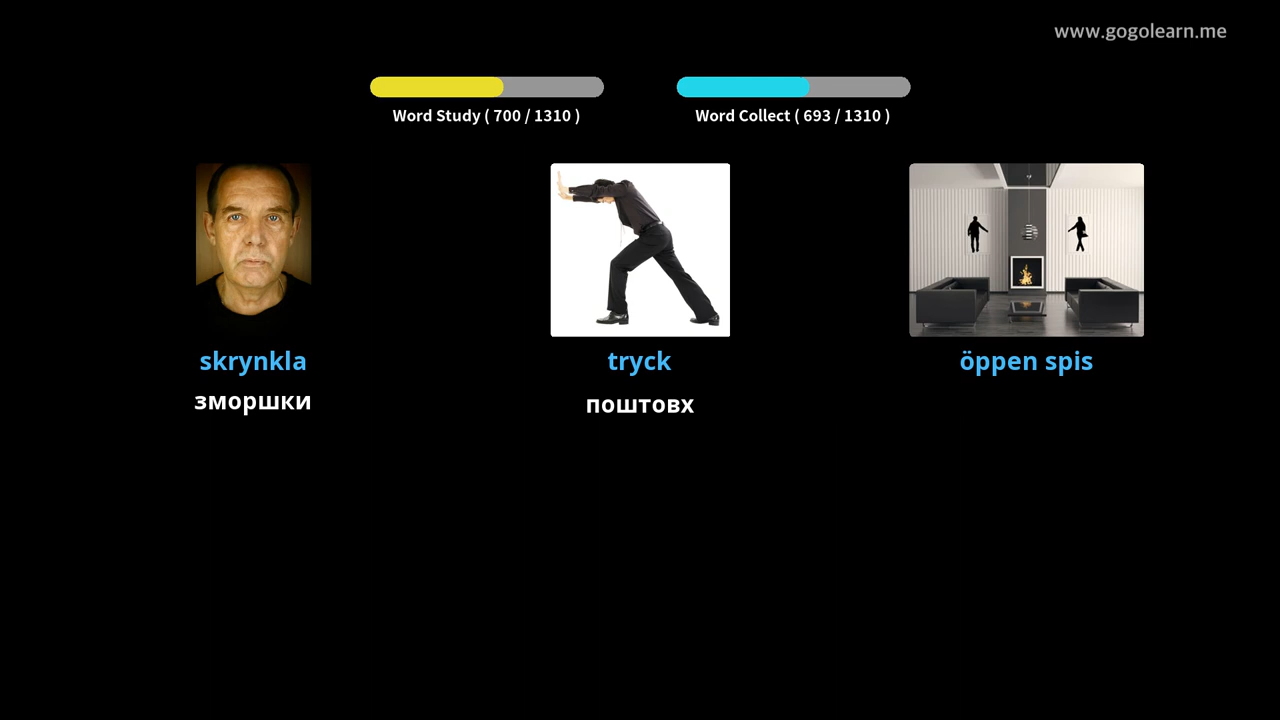 www.gogolearn.me
Word Study ( 700 / 1310 )
Word Collect ( 693 / 1310 )
skrynkla
tryck
öppen spis
зморшки
поштовх